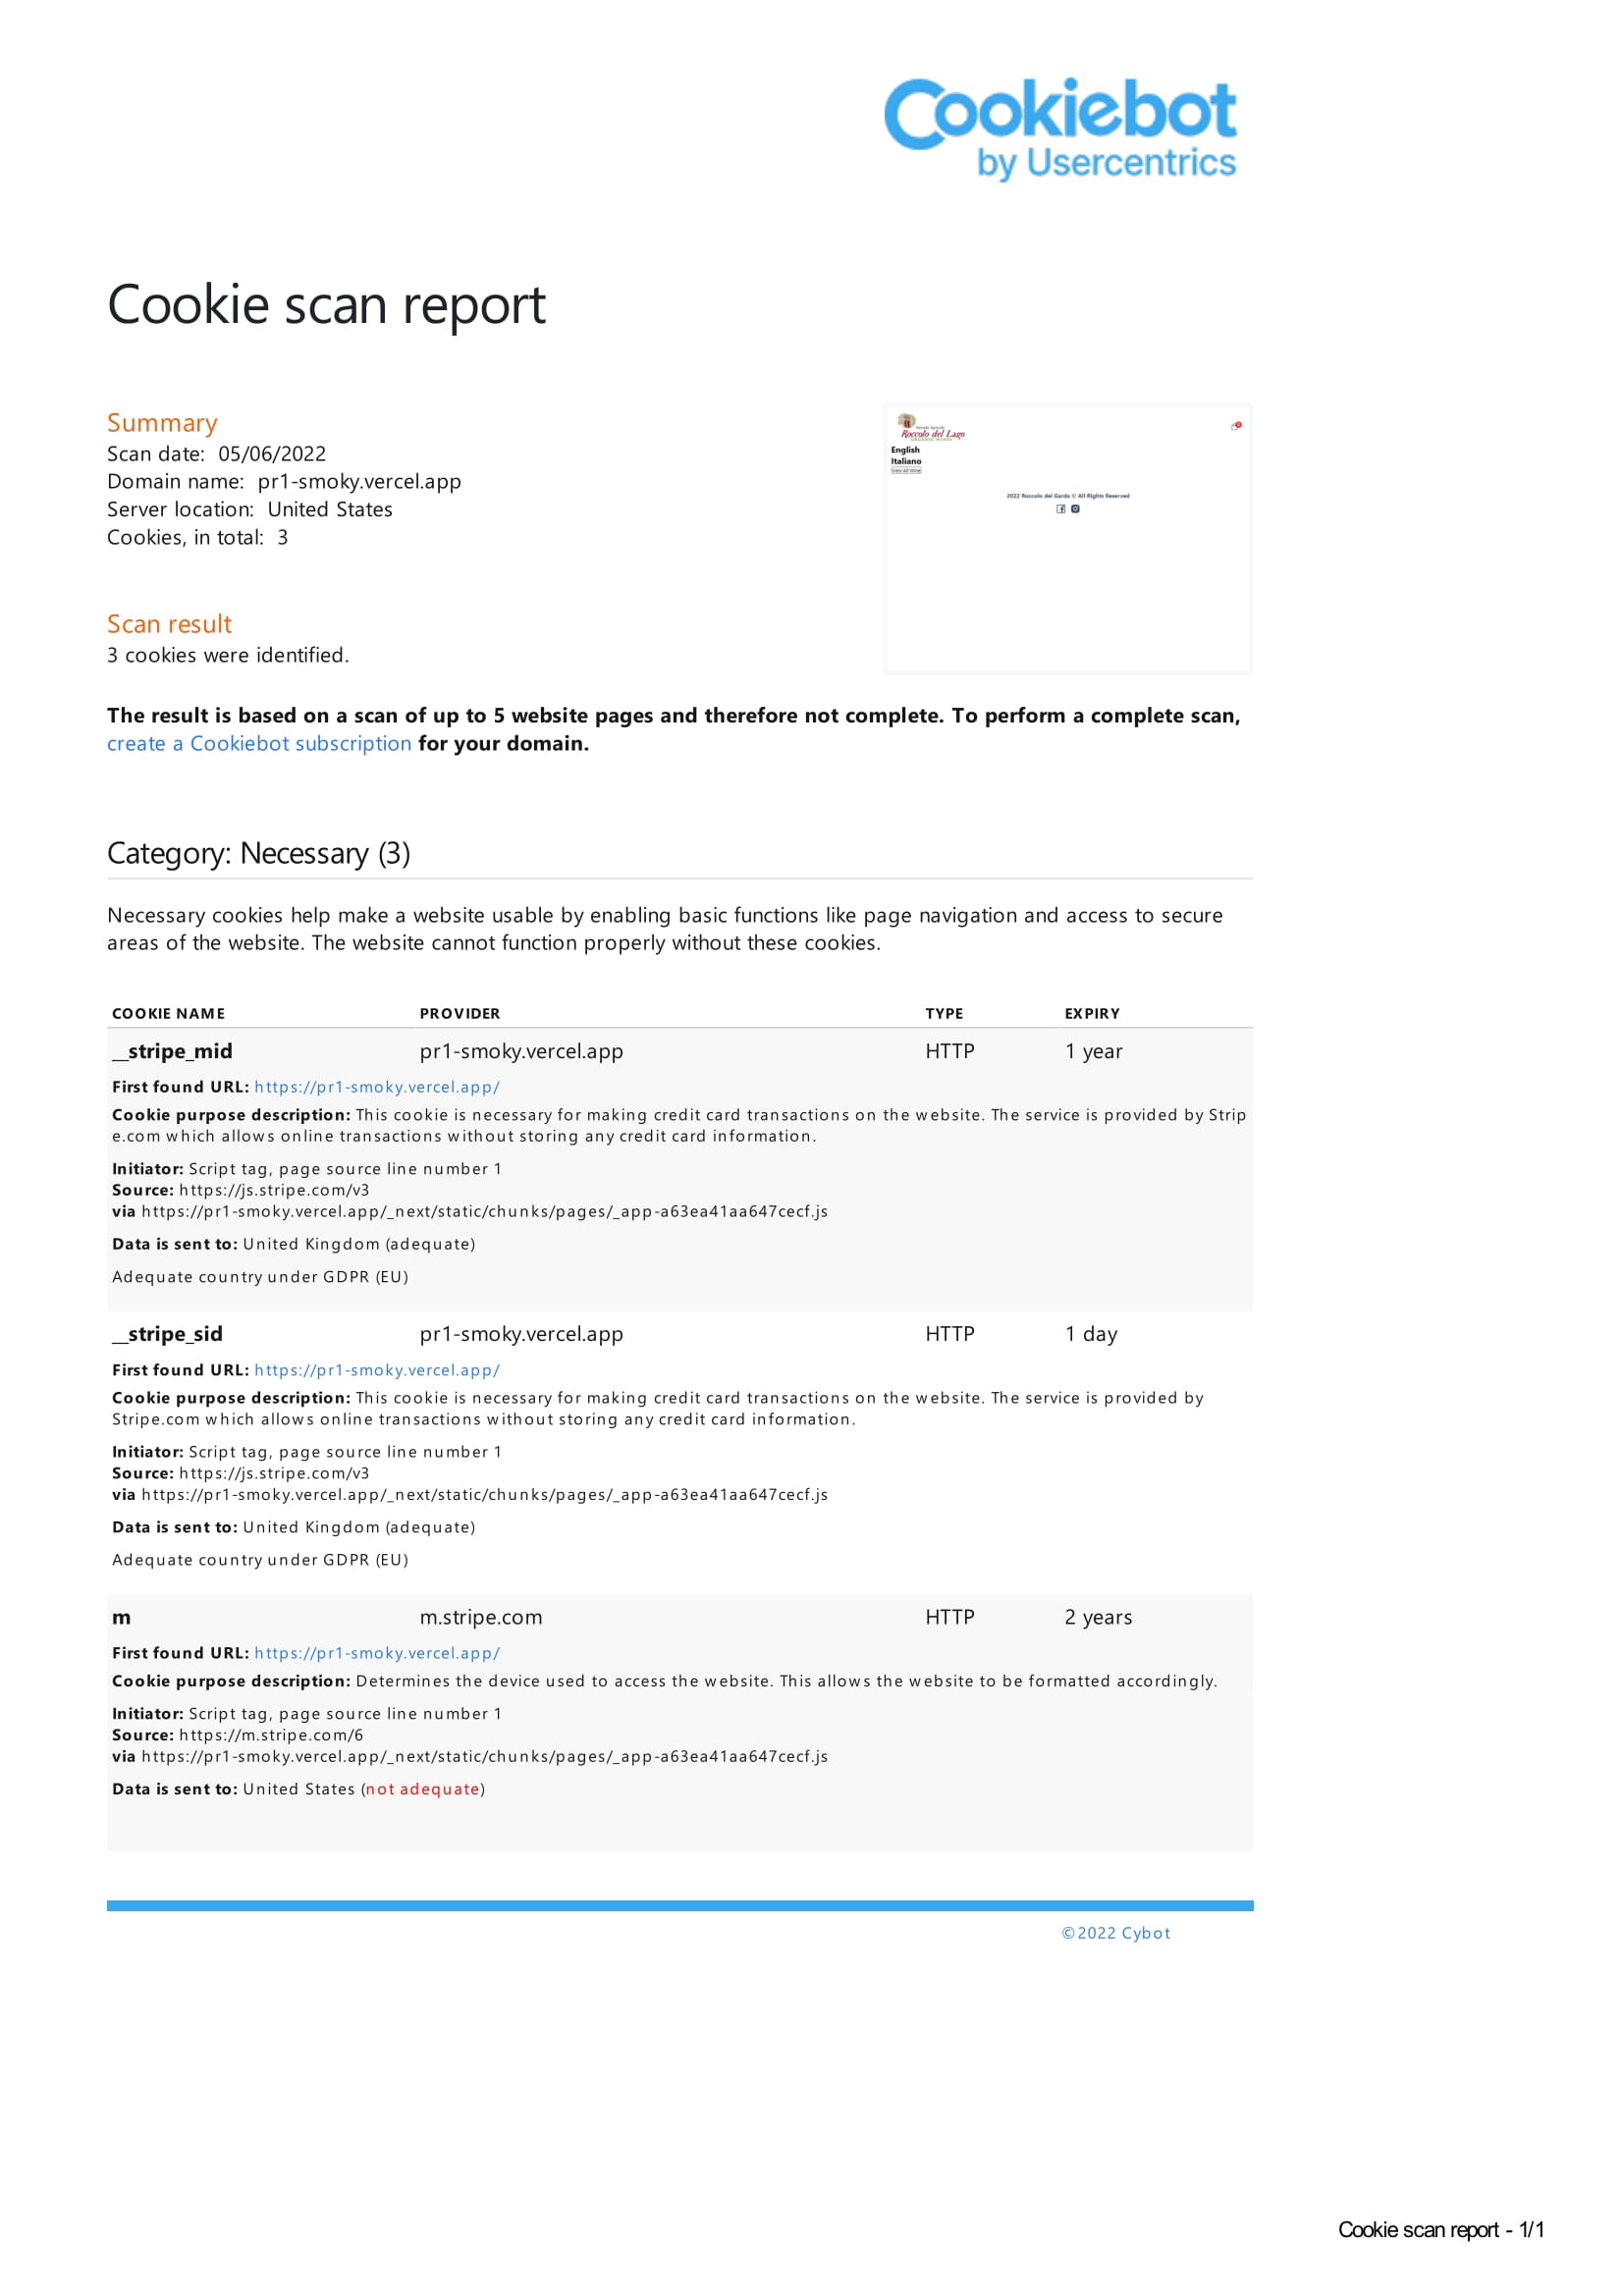 Cookiebot
by Usercentrics
Cookie scan report
Summary
Scan date: 05/06/2022
Domain name: pr1-smoky.vercel.app
Server location: United States
Cookies, in total: 3
Roccolo del Lago
English
Italiano
2022 Roccolo del Garda © All Rights Reserved
Scan result
3 cookies were identified.
The result is based on a scan of up to 5 website pages and therefore not complete. To perform a complete scan,
create a Cookiebot subscription for your domain.
Category: Necessary (3)
Necessary cookies help make a website usable by enabling basic functions like page navigation and access to secure
areas of the website. The website cannot function properly without these cookies.
COOKIE NAME PROVIDER TYPE EXPIRY
__stripe_mid pr1-smoky.vercel.app HTTP 1 year
First found URL: https://pr1-smoky.vercel.app/
Cookie purpose description: This cookie is necessary for making credit card transactions on the website. The service is provided by Strip
e.com which allows online transactions without storing any credit card information.
Initiator: Script tag, page source line number 1
Source: https://js.stripe.com/v3
via https://pr1-smoky.vercel.app/_next/static/chunks/pages/_app-a63ea41aa647cecf.js
Data is sent to: United Kingdom (adequate)
Adequate country under GDPR (EU)
__stripe_sid pr1-smoky.vercel.app HTTP 1 day
First found URL: https://pr1-smoky.vercel.app/
Cookie purpose description: This cookie is necessary for making credit card transactions on the website. The service is provided by
Stripe.com which allows online transactions without storing any credit card information.
Initiator: Script tag, page source line number 1
Source: https://js.stripe.com/v3
via https://pr1-smoky.vercel.app/_next/static/chunks/pages/_app-a63ea41aa647cecf.js
Data is sent to: United Kingdom (adequate)
Adequate country under GDPR (EU)
m m.stripe.com HTTP 2 years
First found URL: https://pr1-smoky.vercel.app/
Cookie purpose description: Determines the device used to access the website. This allows the website to be formatted accordingly.
Initiator: Script tag, page source line number 1
Source: https://m.stripe.com/6
via https://pr1-smoky.vercel.app/_next/static/chunks/pages/_app-a63ea41aa647cecf.js
Data is sent to: United States (not adequate)
©2022 Cybot
Cookie scan report - 1/1